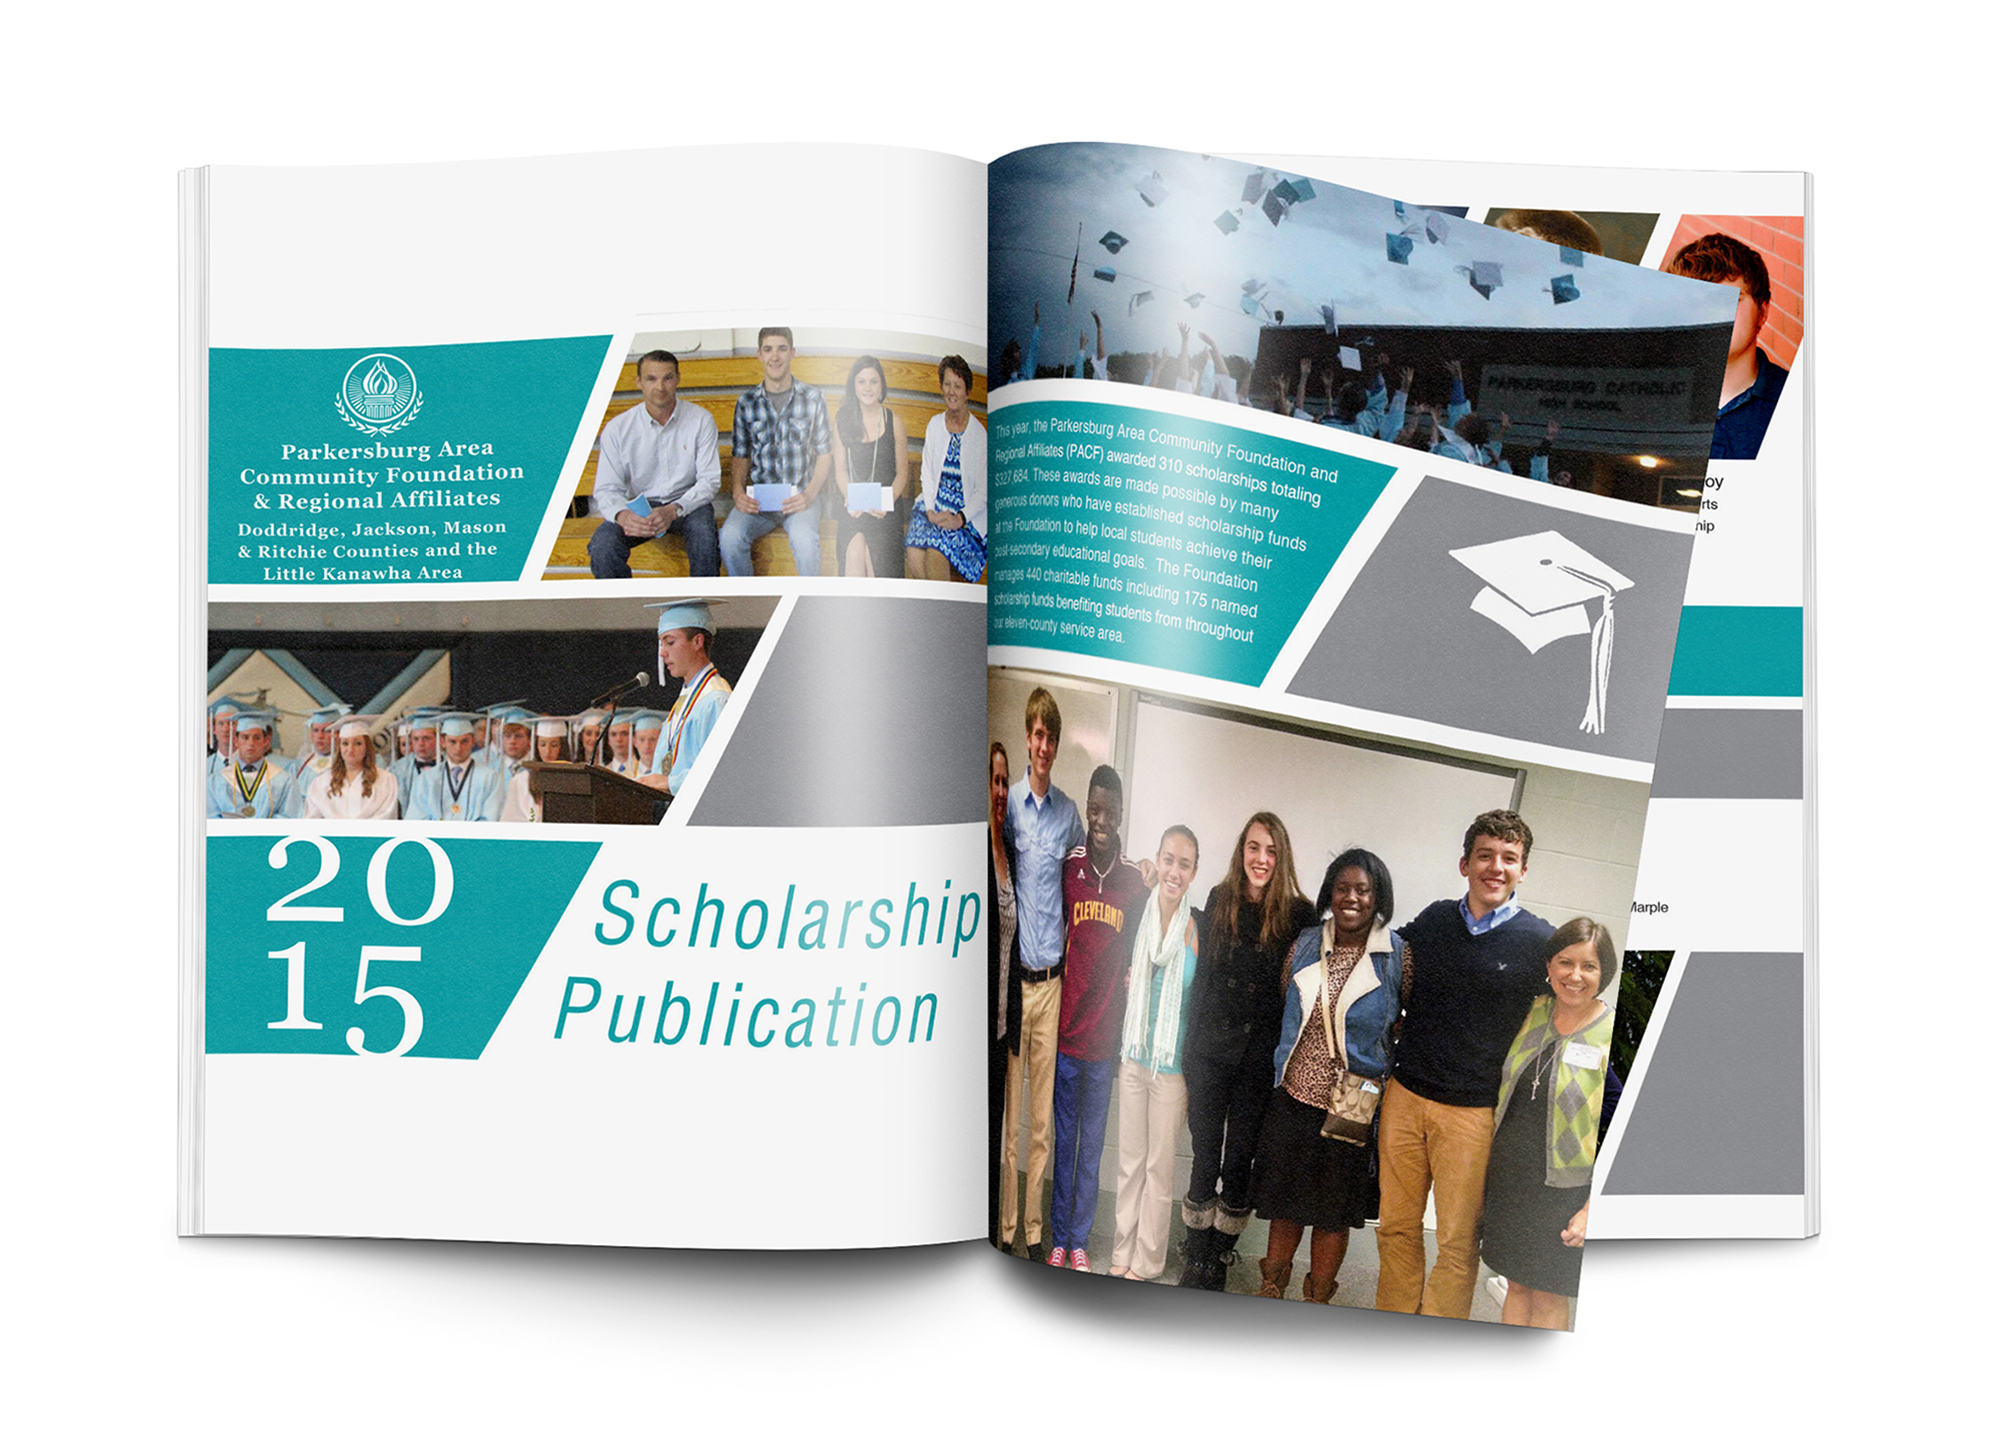 Parkersburg Area
Community Foundation
& Regional Affiliates
Doddridge, Jackson, Mason
& Ritchie Counties and the
Little Kanawha Area
20
15
Scholarship
Publication
PARKERSBURG CATHOLIC
HIGH SCHOOL
This year, the Parkersburg Area Community Foundation and
Regional Affiliates (PACF) awarded 310 scholarships totaling
$327,684. These awards are made possible by many
generous donors who have established scholarship funds
at the Foundation to help local students achieve their
post-secondary educational goals. The Foundation
manages 440 charitable funds including 175 named
scholarship funds benefiting students from throughout
our eleven-county service area.
CLEVELAND
oy
rts
hip
Marple